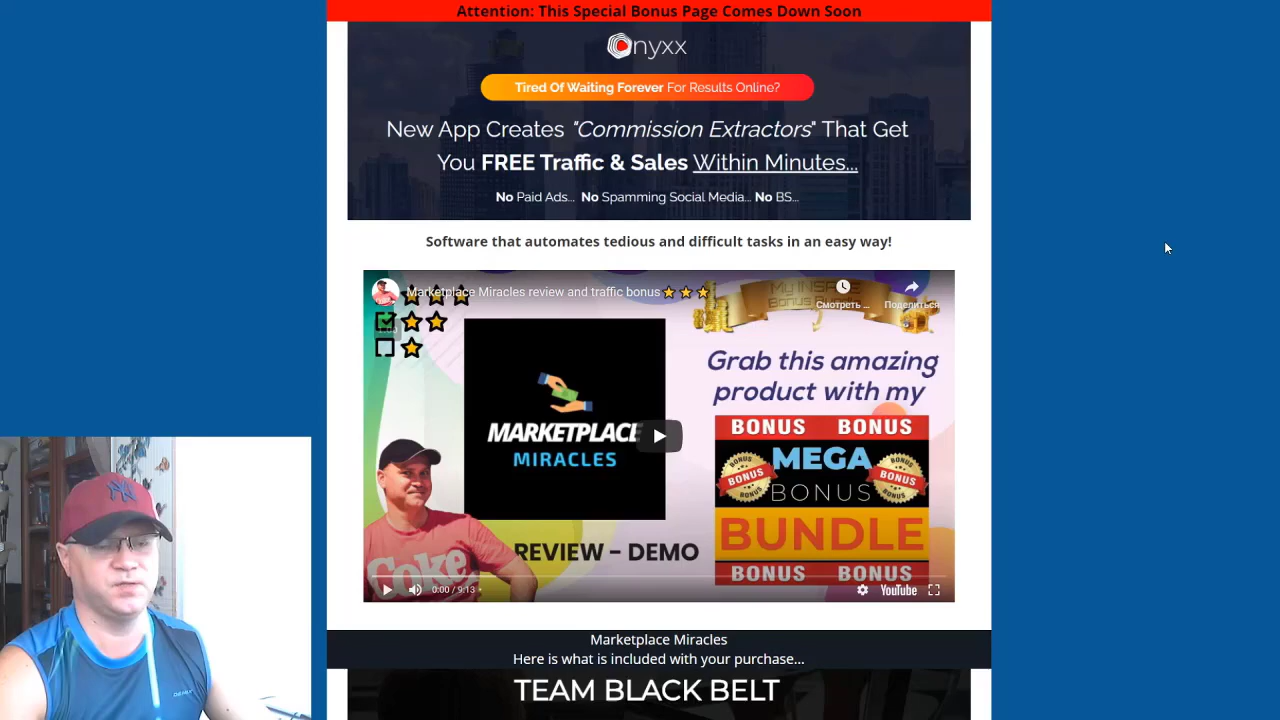 Attention: This Special Bonus Page Comes Down Soon
Onyxx
Tired Of Waiting Forever For Results Online?
New App Creates "Commission Extractors" That Get
You FREE Traffic & Sales Within Minutes...
No Paid Ads... No Spamming Social Media... No BS...
Software that automates tedious and difficult tasks in an easy way!
Marketplace Miracles review and traffic bonus
Смотреть ...
Поделиться
Grab this amazing
product with my
MARKETPLACE
MIRACLES
BONUS BONUS
MEGA
BONUS
BONUS
BONUS
BUNDLE
BONUS BONUS
REVIEW – DEMO
Coke
0:00 / 9:13
YouTube
NY
Marketplace Miracles
Here is what is included with your purchase...
TEAM BLACK BELT